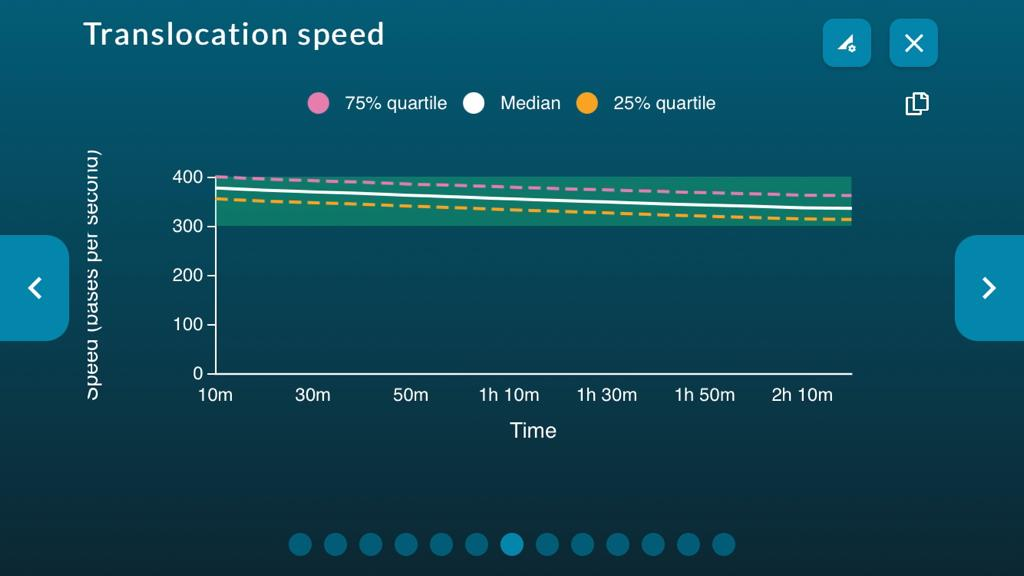 Translocation speed
75% quartile Median 25% quartile
Speed (bases per second)
400
300
200
100
0
10m 30m 50m 1h 10m 1h 30m 1h 50m 2h 10m
Time